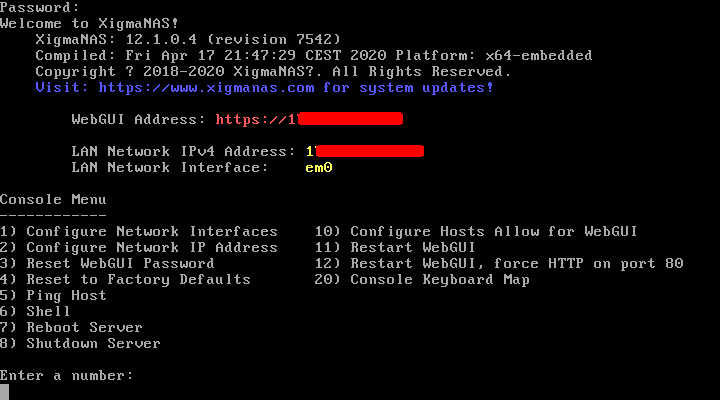 Password:
Welcome to XigmaNAS!
XigmaNAS: 12.1.0.4 (revision 7542)
Compiled: Fri Apr 17 21:47:29 CEST 2020 Platform: x64-embedded
Copyright ? 2018-2020 XigmaNAS?. All Rights Reserved.
Visit: https://www.xigmanas.com for system updates!
WebGUI Address: https://1
LAN Network IPv4 Address: 1
LAN Network Interface: em0
Console Menu
------------
1) Configure Network Interfaces 10) Configure Hosts Allow for WebGUI
2) Configure Network IP Address 11) Restart WebGUI
3) Reset WebGUI Password 12) Restart WebGUI, force HTTP on port 80
4) Reset to Factory Defaults 20) Console Keyboard Map
5) Ping Host
6) Shell
7) Reboot Server
8) Shutdown Server
Enter a number: